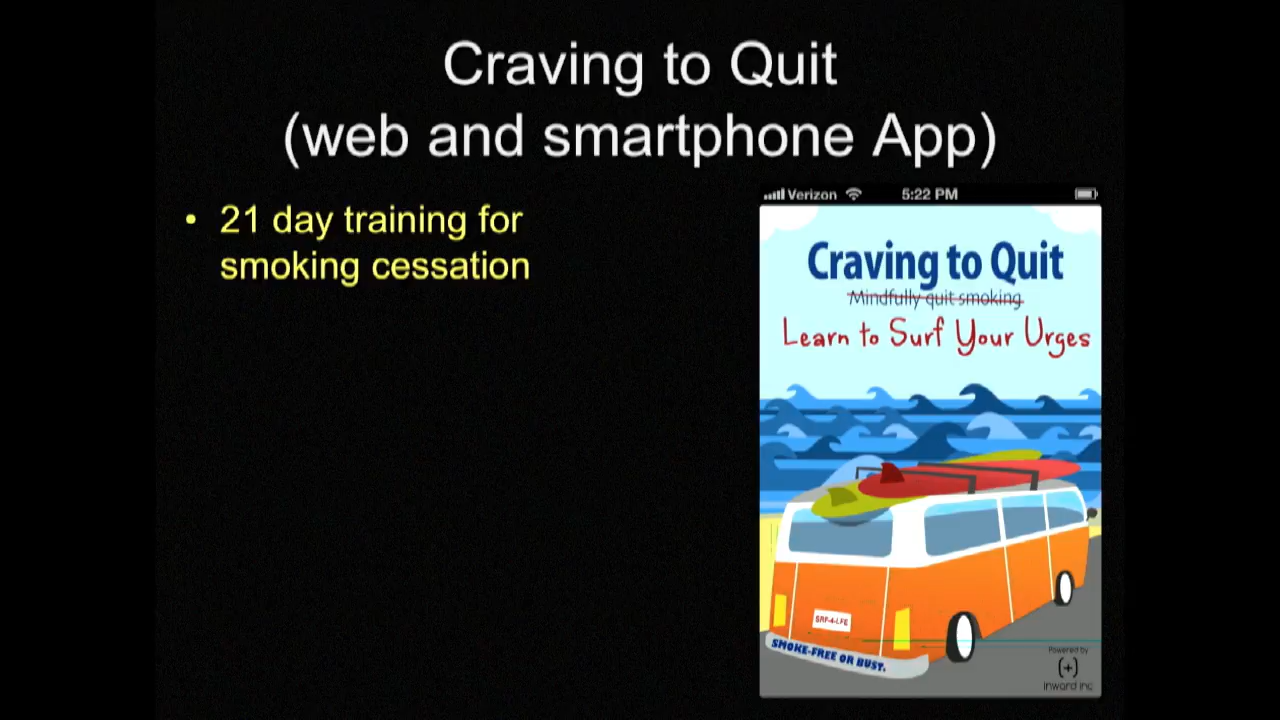 Craving to Quit
(web and smartphone App)
• 21 day training for
smoking cessation
Verizon 5:22 PM
Craving to Quit
Mindfully quit smoking
Learn to Surf Your Urges
SRF-4-LFE
SMOKE-FREE OR BUST.
Powered by
(+)
inward inc